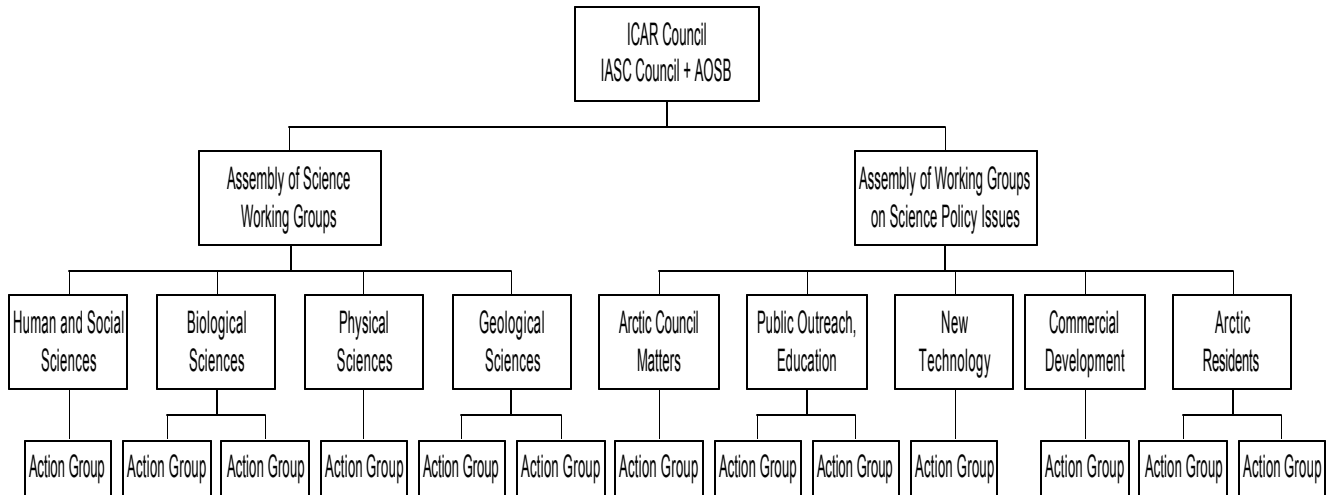 ICAR Council
IASC Council + AOSB
Assembly of Science
Working Groups
Assembly of Working Groups
on Science Policy Issues
Human and Social
Sciences
Biological
Sciences
Physical
Sciences
Geological
Sciences
Arctic Council
Matters
Public Outreach,
Education
New
Technology
Commercial
Development
Arctic
Residents
Action Group
Action Group
Action Group
Action Group
Action Group
Action Group
Action Group
Action Group
Action Group
Action Group
Action Group
Action Group
Action Group